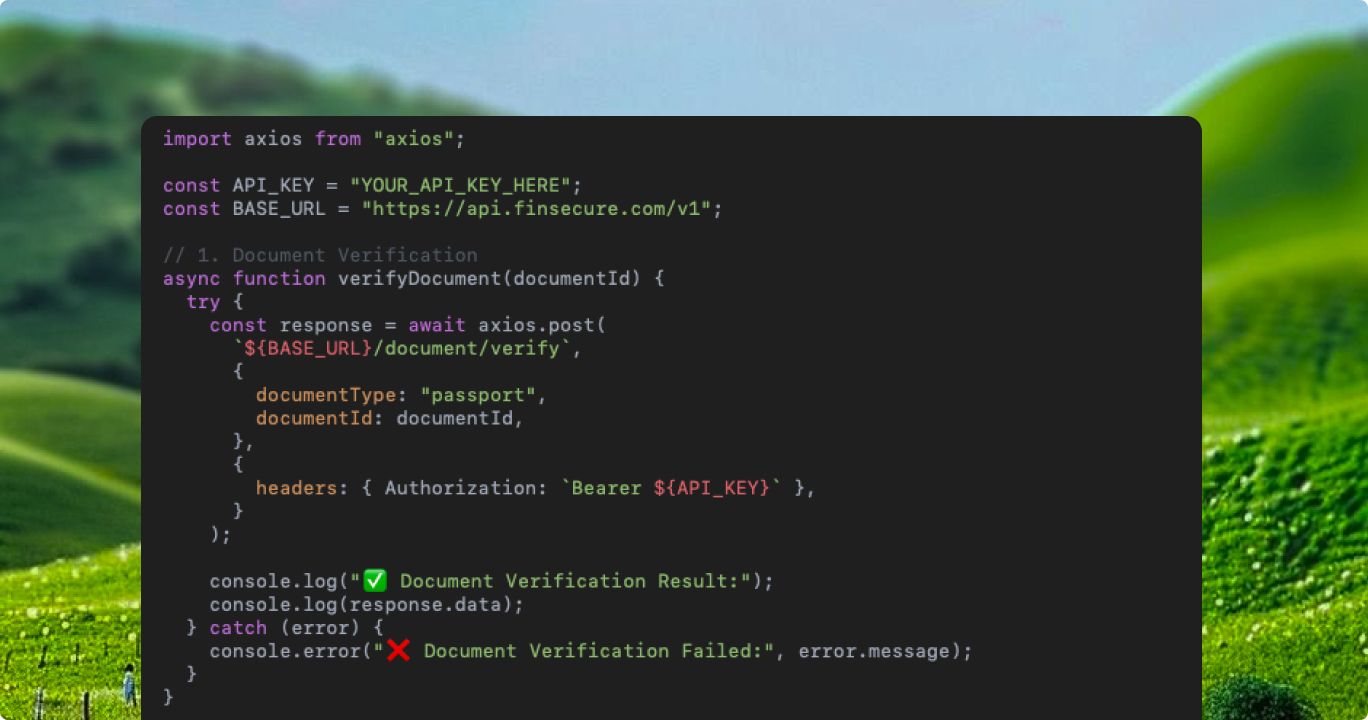 import axios from "axios";
const API_KEY = "YOUR_API_KEY_HERE";
const BASE_URL = "https://api.finsecure.com/v1";
// 1. Document Verification
async function verifyDocument(documentId) {
  try {
    const response = await axios.post(
      `${BASE_URL}/document/verify`,
      {
        documentType: "passport",
        documentId: documentId,
      },
      {
        headers: { Authorization: `Bearer ${API_KEY}` },
      }
    );
    console.log("✅ Document Verification Result:");
    console.log(response.data);
  } catch (error) {
    console.error("❌ Document Verification Failed:", error.message);
  }
}